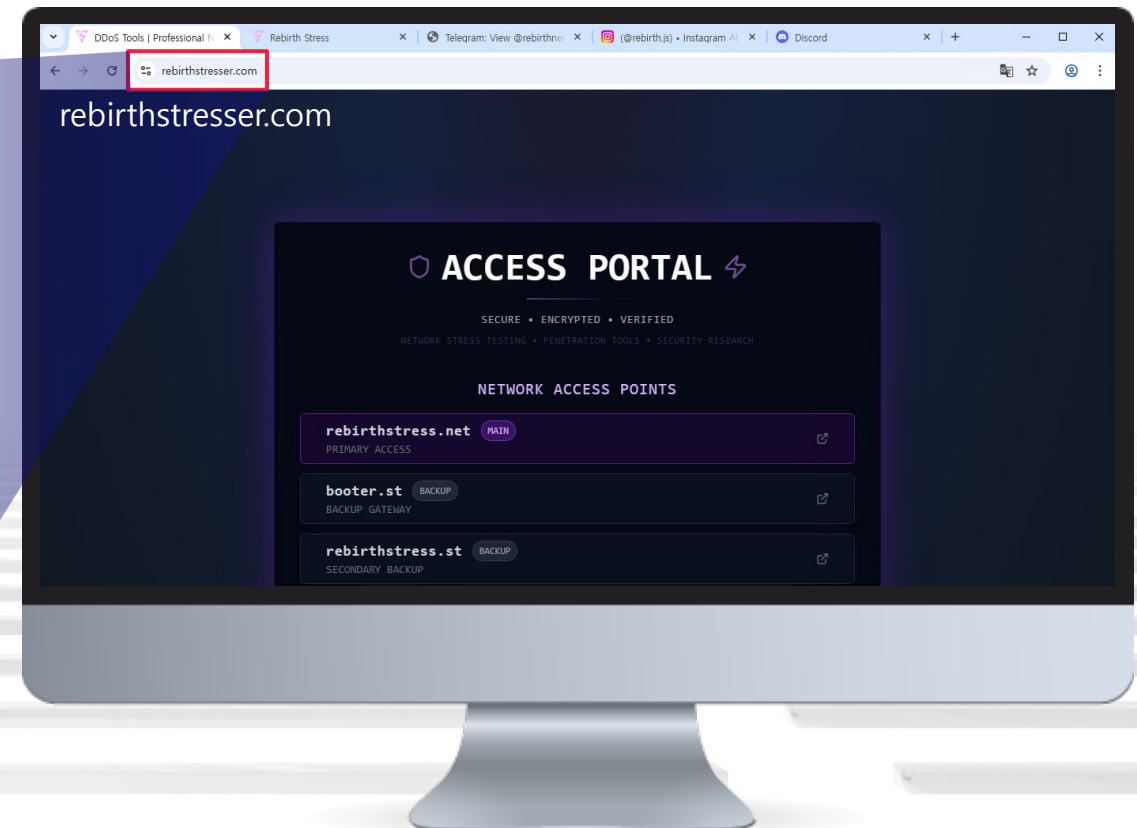 DDoS Tools | Professional N
Rebirth Stress
Telegram: View @rebirthne
(@rebirth.js) • Instagram 사
Discord
rebirthstresser.com
rebirthstresser.com
ACCESS PORTAL
SECURE • ENCRYPTED • VERIFIED
NETWORK STRESS TESTING • PENETRATION TOOLS • SECURITY RESEARCH
NETWORK ACCESS POINTS
rebirthstress.net MAIN
PRIMARY ACCESS
booter.st BACKUP
BACKUP GATEWAY
rebirthstress.st BACKUP
SECONDARY BACKUP